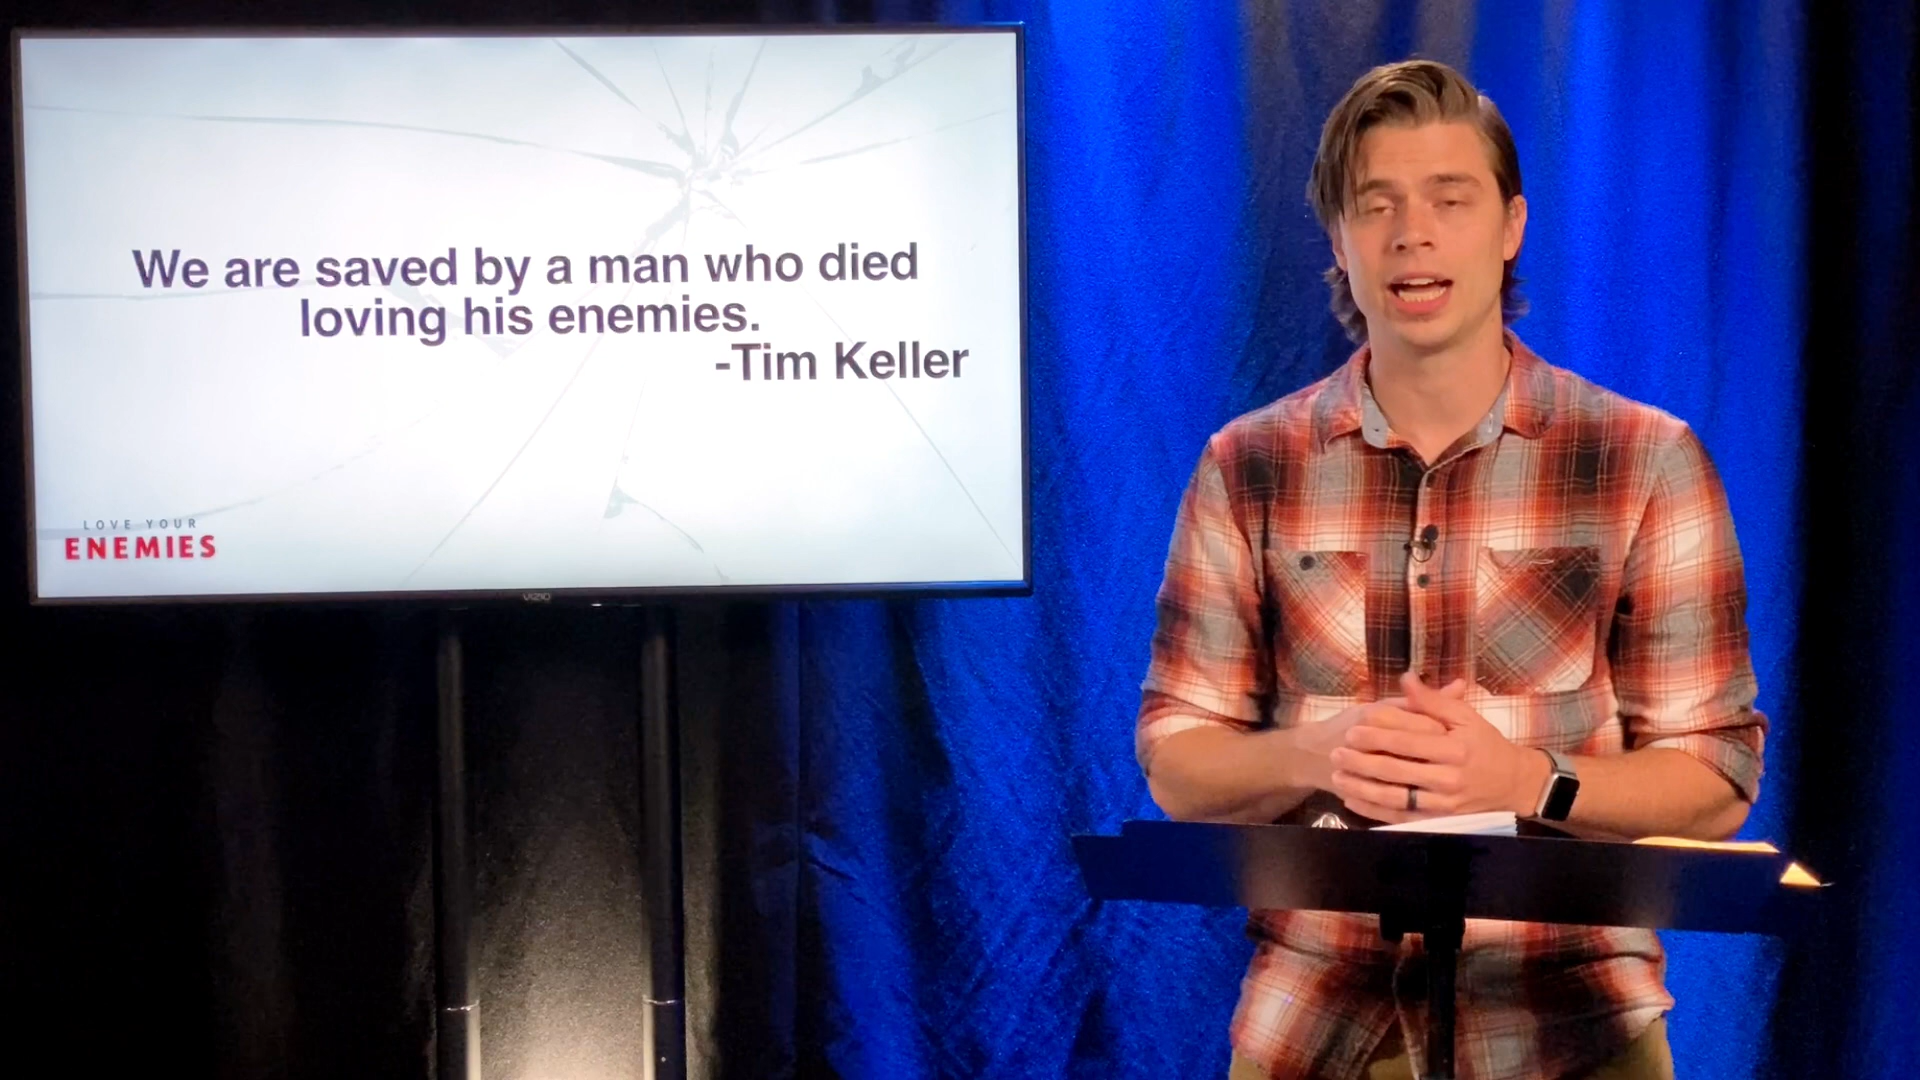 We are saved by a man who died
loving his enemies.
-Tim Keller
LOVE YOUR
ENEMIES
VIZIO